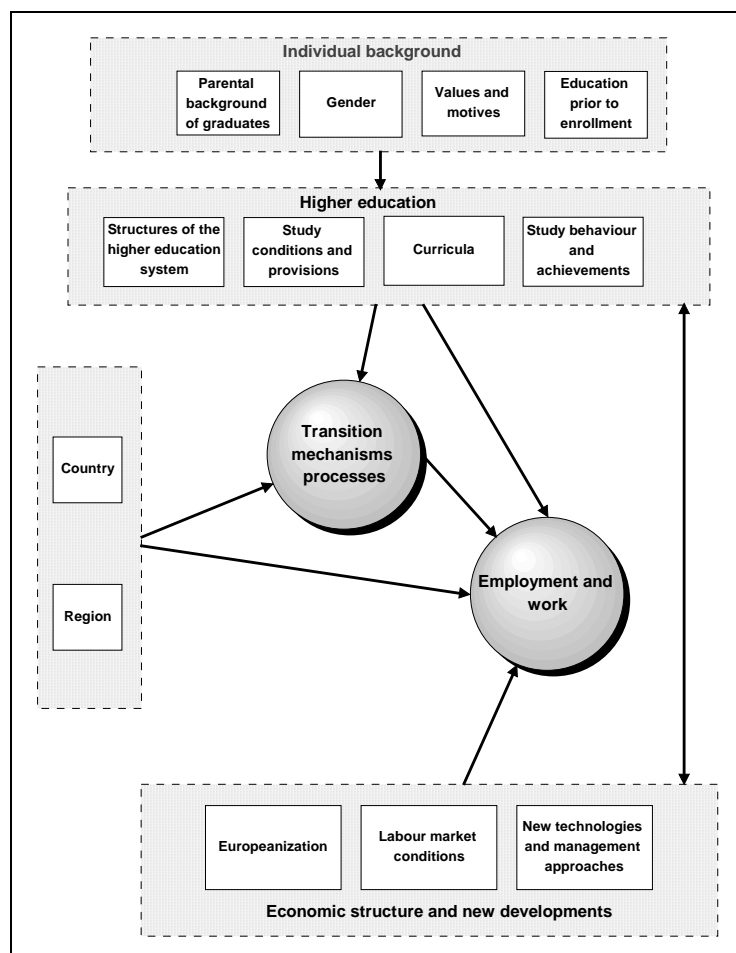 Individual background
Parental
background
of graduates
Gender
Values and
motives
Education
prior to
enrollment
Higher education
Structures of the
higher education
system
Study
conditions and
provisions
Curricula
Study behaviour
and
achievements
Country
Region
Transition
mechanisms
processes
Employment and
work
Europeanization
Labour market
conditions
New technologies
and management
approaches
Economic structure and new developments